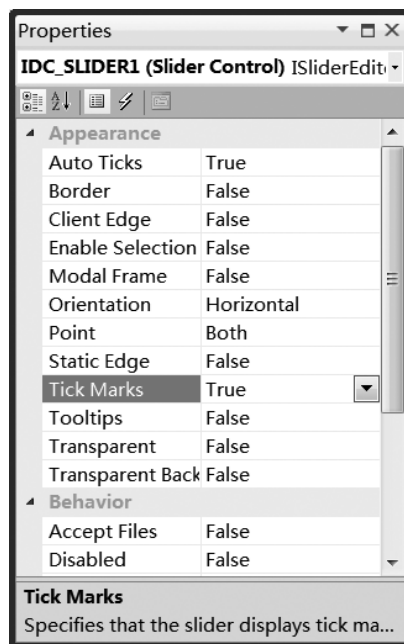 Properties
IDC_SLIDER1 (Slider Control) ISliderEdit
Appearance
Auto Ticks True
Border False
Client Edge False
Enable Selection False
Modal Frame False
Orientation Horizontal
Point Both
Static Edge False
Tick Marks True
Tooltips False
Transparent False
Transparent Back False
Behavior
Accept Files False
Disabled False
Tick Marks
Specifies that the slider displays tick ma...